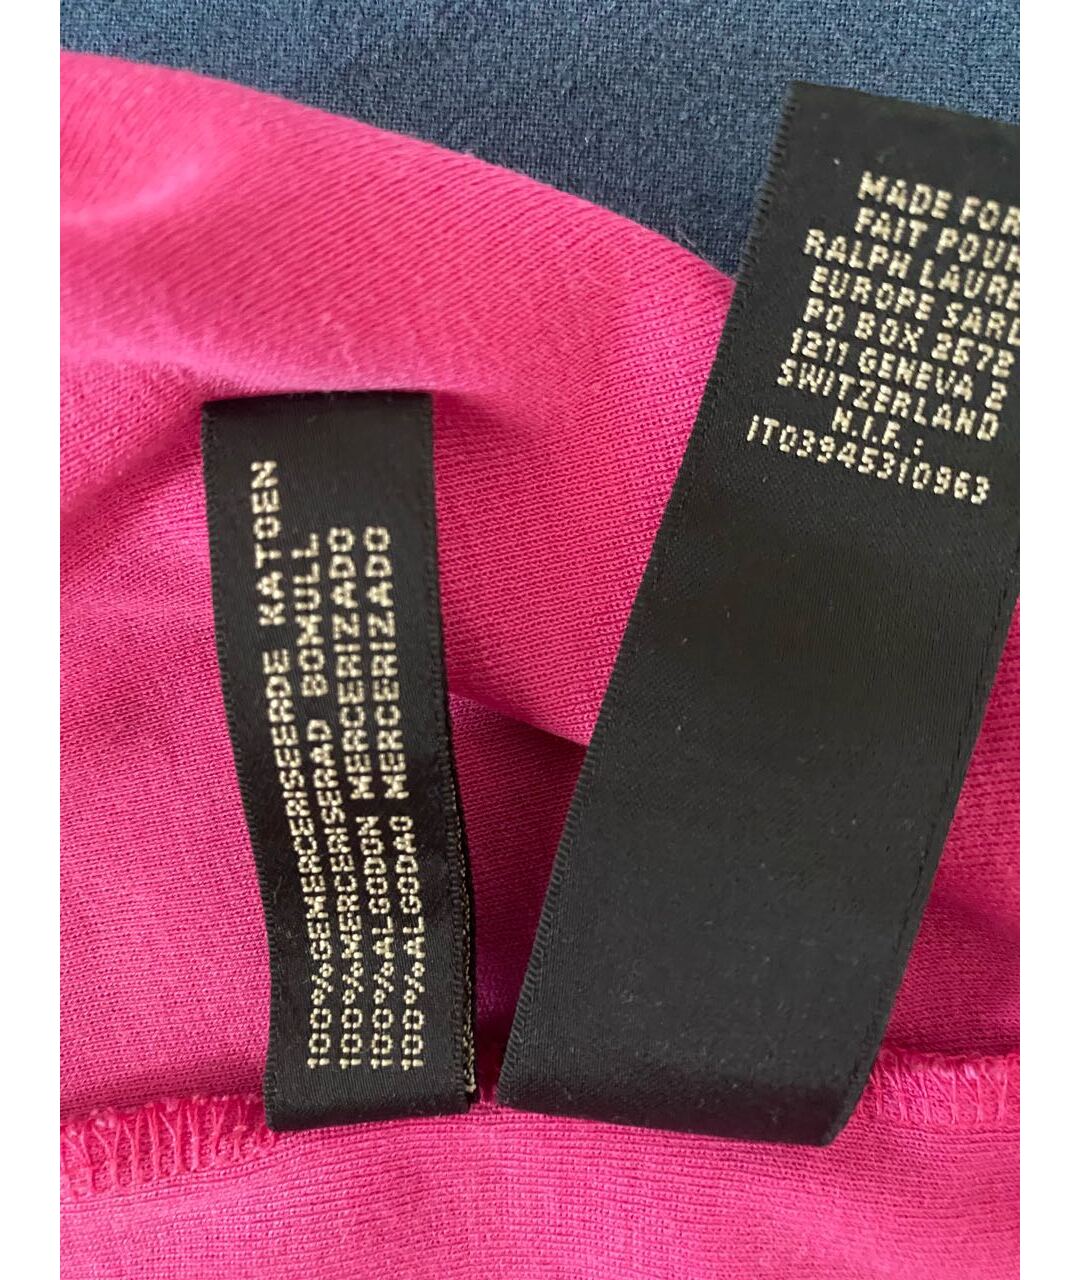 100%GEMERCERISEERDE KATOEN
100%MERCERISERAD BOMULL
100%ALGODON MERCERIZADO
100%ALGODAO MERCERIZADO
MADE FOR
FAIT POUR
RALPH LAURE
EUROPE SARL
PO BOX 2672
1211 GENEVA 2
SWITZERLAND
N.I.F.:
IT03945310963